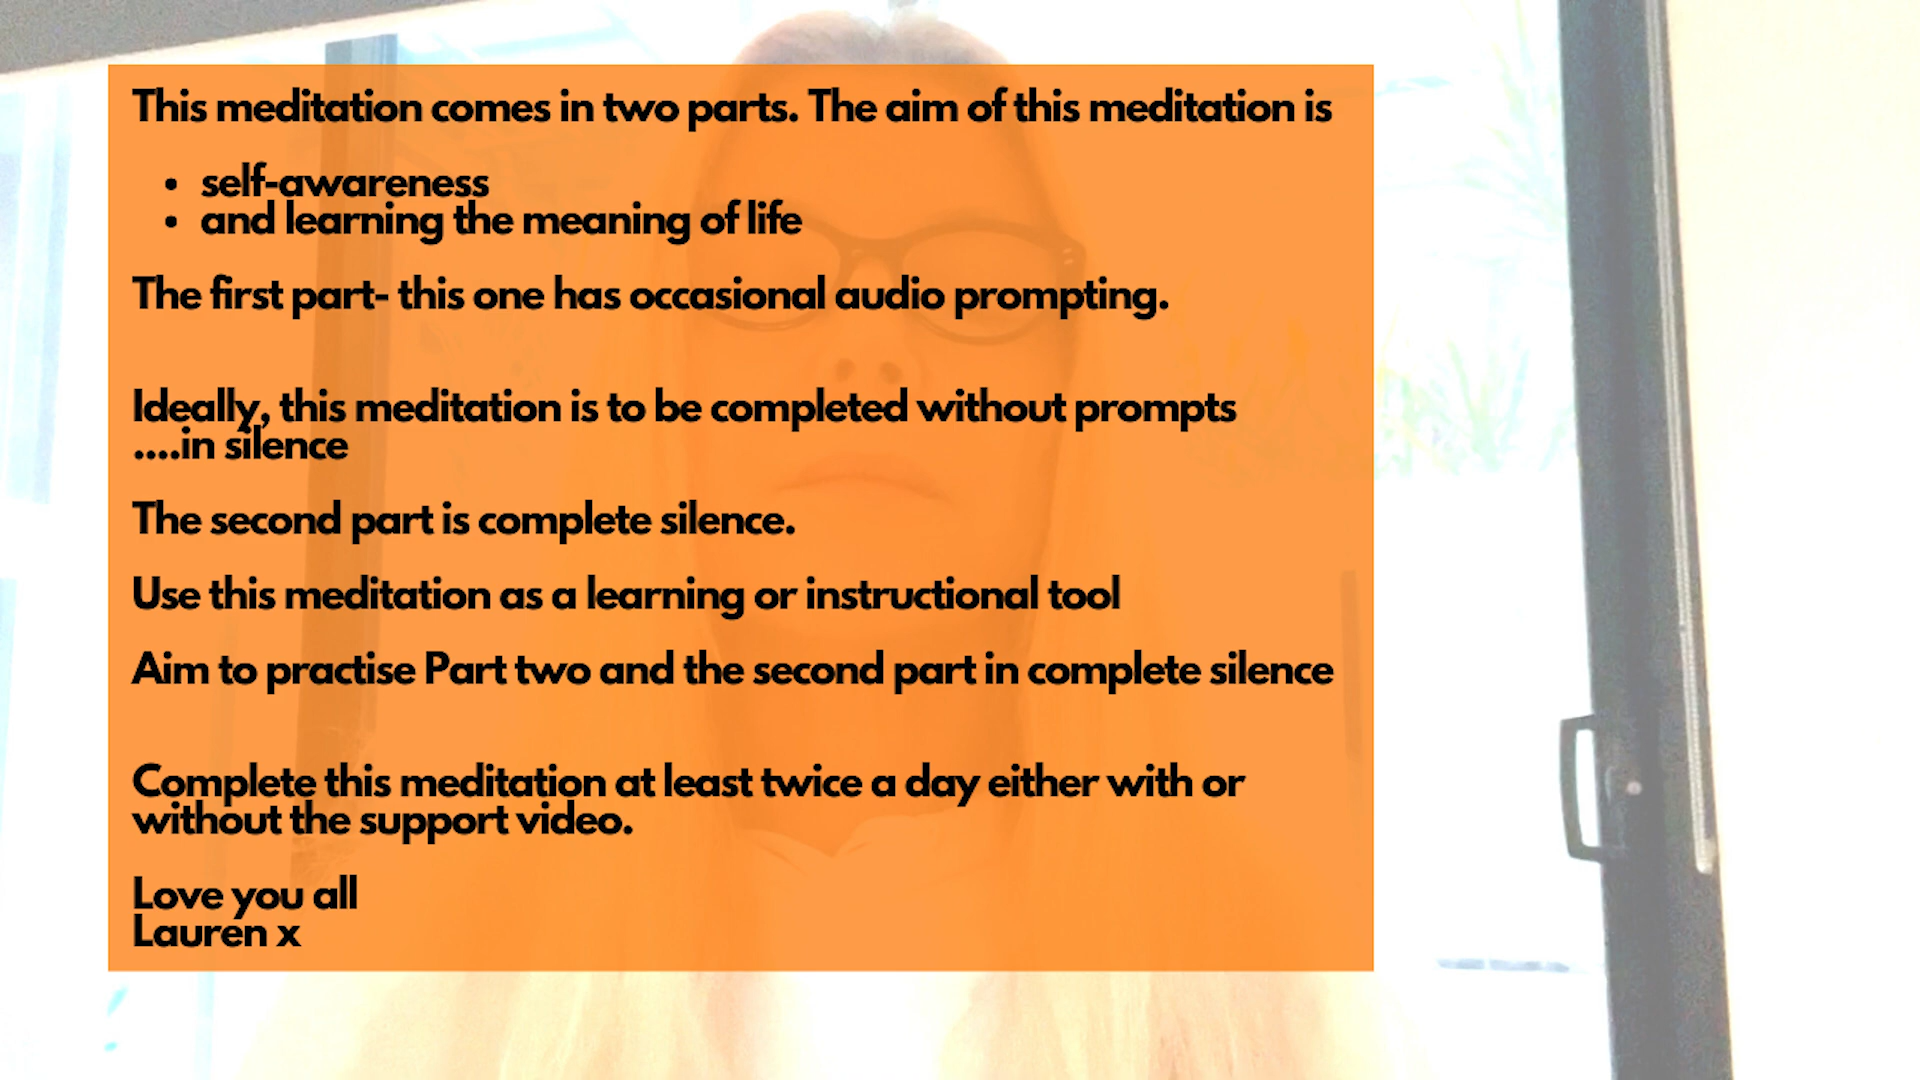 This meditation comes in two parts. The aim of this meditation is
• self-awareness
• and learning the meaning of life
The first part- this one has occasional audio prompting.
Ideally, this meditation is to be completed without prompts
....in silence
The second part is complete silence.
Use this meditation as a learning or instructional tool
Aim to practise Part two and the second part in complete silence
Complete this meditation at least twice a day either with or
without the support video.
Love you all
Lauren x